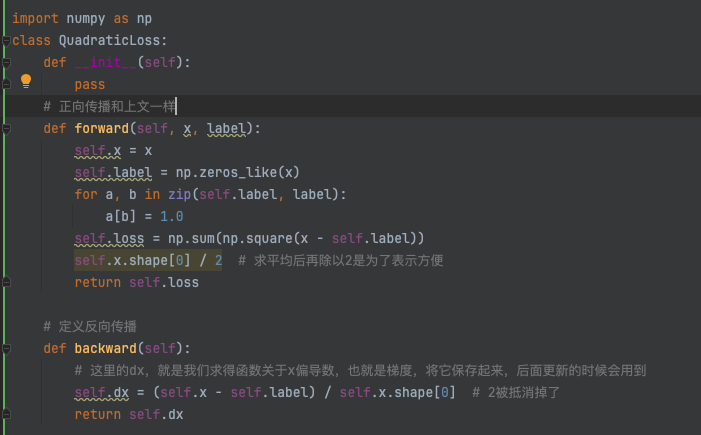 import numpy as np
class QuadraticLoss:
    def __init__(self):
        pass
    # 正向传播和上文一样
    def forward(self, x, label):
        self.x = x
        self.label = np.zeros_like(x)
        for a, b in zip(self.label, label):
            a[b] = 1.0
        self.loss = np.sum(np.square(x - self.label))
        self.x.shape[0] / 2  # 求平均后再除以2是为了表示方便
        return self.loss
    # 定义反向传播
    def backward(self):
        # 这里的dx，就是我们求得函数关于x偏导数，也就是梯度，将它保存起来，后面更新的时候会用到
        self.dx = (self.x - self.label) / self.x.shape[0]  # 2被抵消掉了
        return self.dx